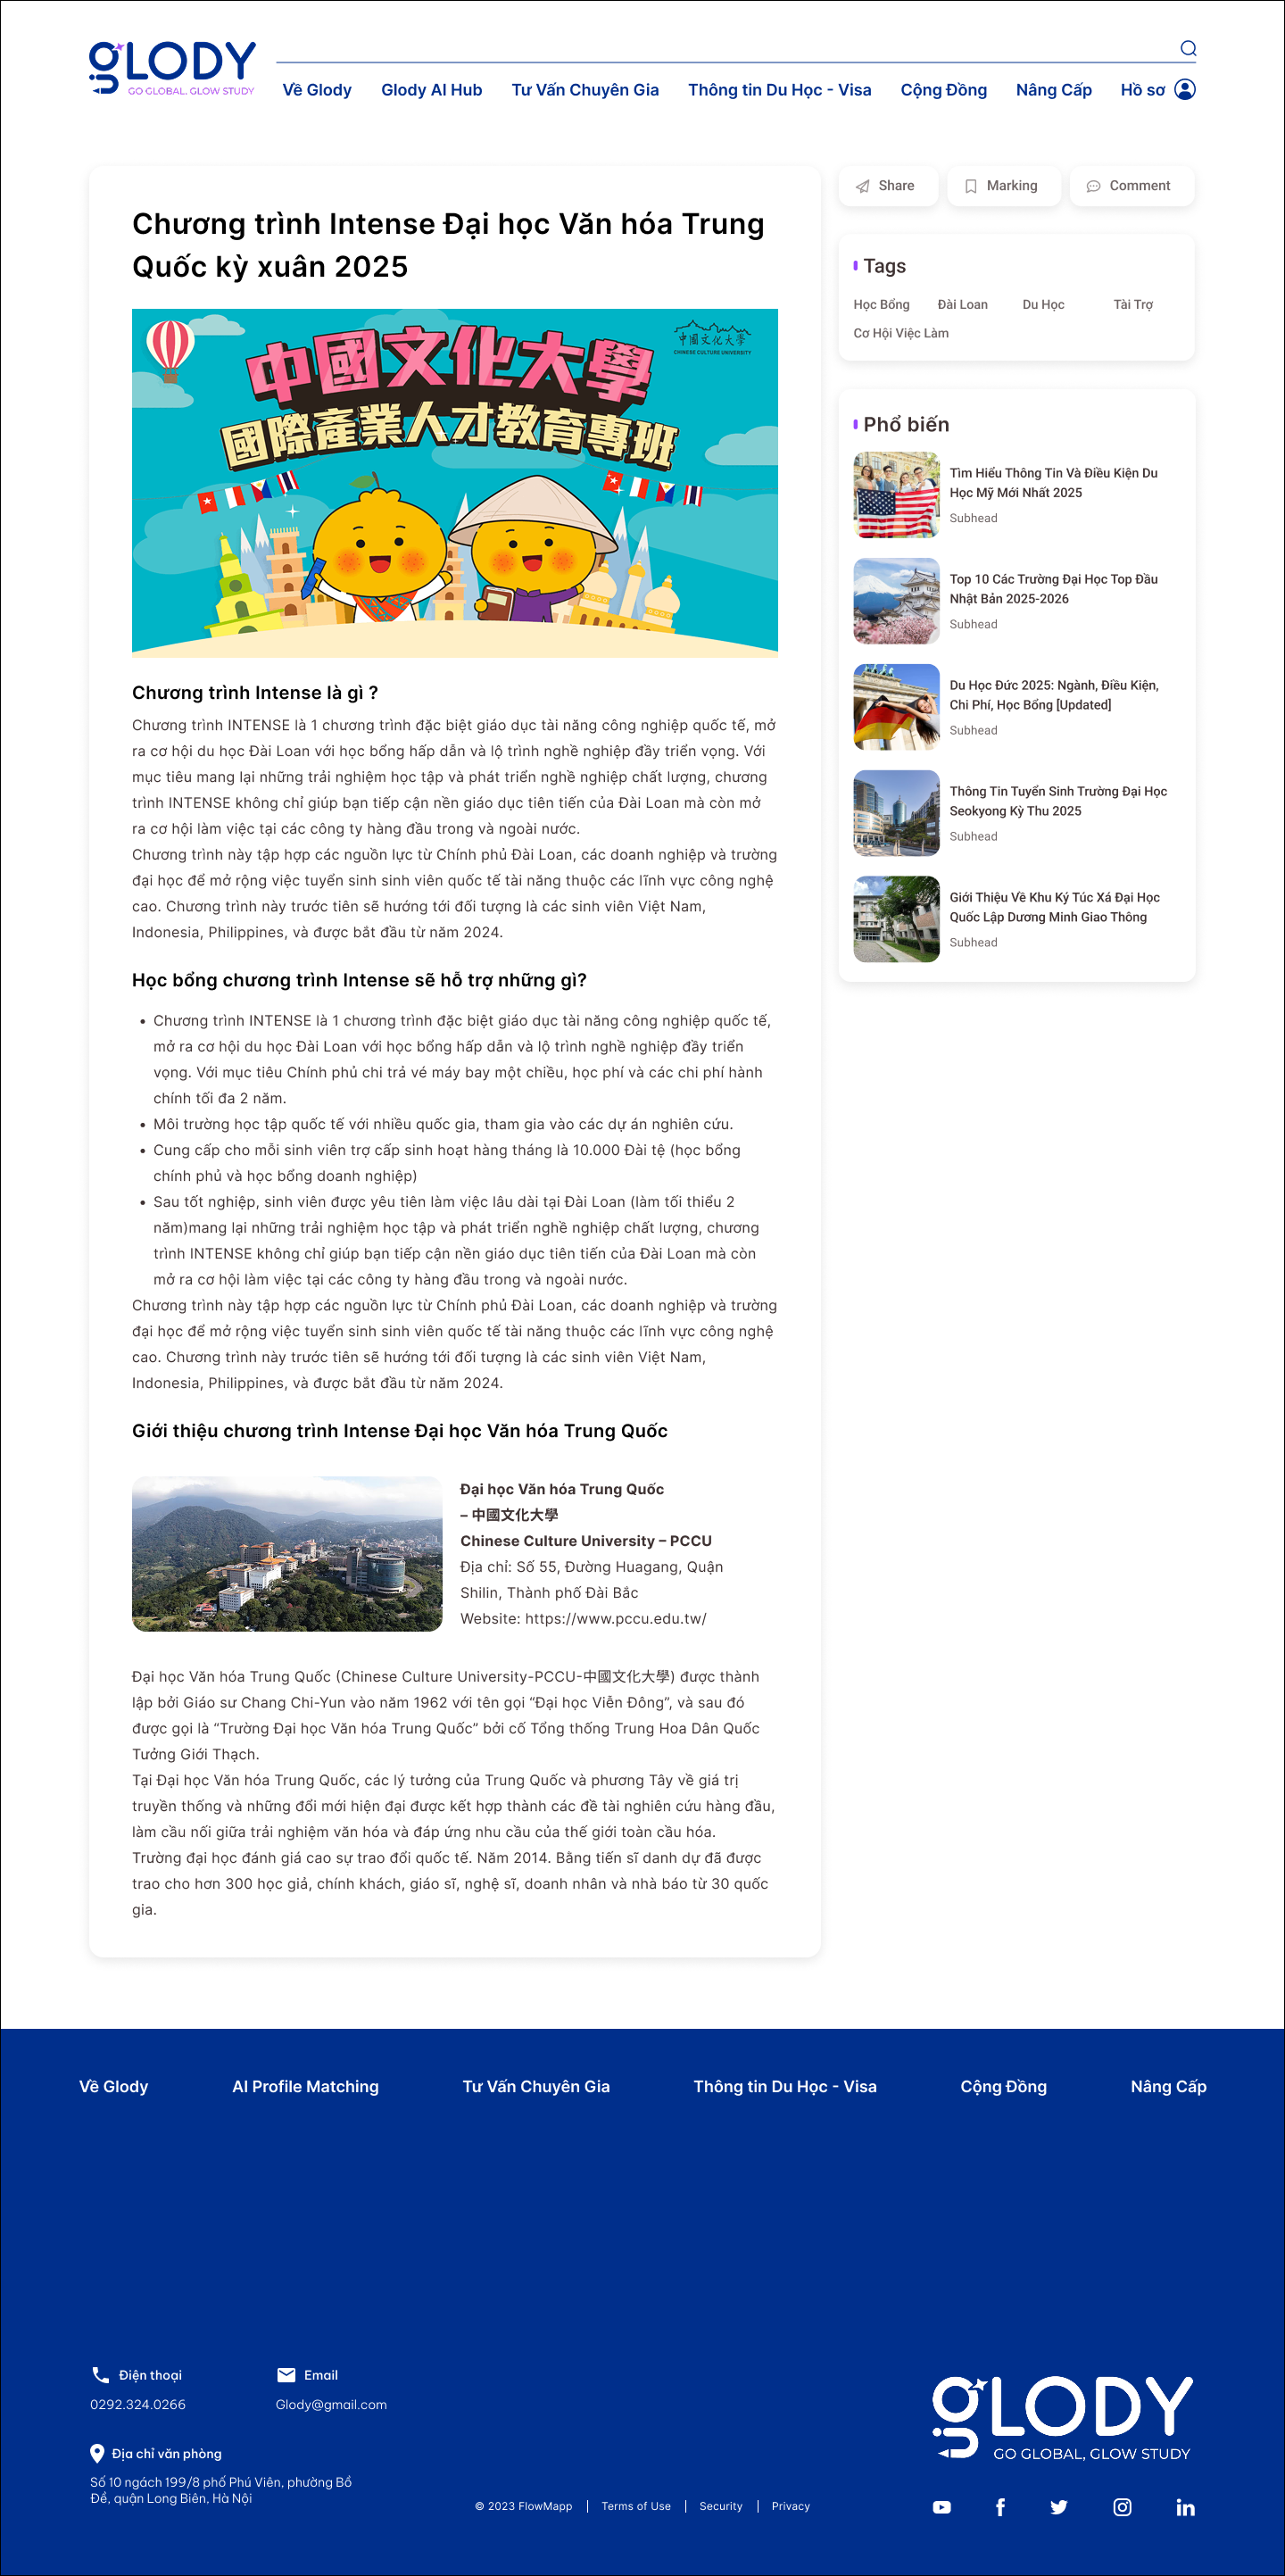 gLODY
GO GLOBAL, GLOW STUDY
Về Glody
Glody AI Hub
Tư Vấn Chuyên Gia
Thông tin Du Học - Visa
Cộng Đồng
Nâng Cấp
Hồ sơ
Chương trình Intense Đại học Văn hóa Trung
Quốc kỳ xuân 2025
中國文化大學
CHINESE CULTURE UNIVERSITY
中國文化大學
國際產業人才教育專班
Chương trình Intense là gì ?
Chương trình INTENSE là 1 chương trình đặc biệt giáo dục tài năng công nghiệp quốc tế, mở
ra cơ hội du học Đài Loan với học bổng hấp dẫn và lộ trình nghề nghiệp đầy triển vọng. Với
mục tiêu mang lại những trải nghiệm học tập và phát triển nghề nghiệp chất lượng, chương
trình INTENSE không chỉ giúp bạn tiếp cận nền giáo dục tiên tiến của Đài Loan mà còn mở
ra cơ hội làm việc tại các công ty hàng đầu trong và ngoài nước.
Chương trình này tập hợp các nguồn lực từ Chính phủ Đài Loan, các doanh nghiệp và trường
đại học để mở rộng việc tuyển sinh sinh viên quốc tế tài năng thuộc các lĩnh vực công nghệ
cao. Chương trình này trước tiên sẽ hướng tới đối tượng là các sinh viên Việt Nam,
Indonesia, Philippines, và được bắt đầu từ năm 2024.
Học bổng chương trình Intense sẽ hỗ trợ những gì?
• Chương trình INTENSE là 1 chương trình đặc biệt giáo dục tài năng công nghiệp quốc tế,
mở ra cơ hội du học Đài Loan với học bổng hấp dẫn và lộ trình nghề nghiệp đầy triển
vọng. Với mục tiêu Chính phủ chi trả vé máy bay một chiều, học phí và các chi phí hành
chính tối đa 2 năm.
• Môi trường học tập quốc tế với nhiều quốc gia, tham gia vào các dự án nghiên cứu.
• Cung cấp cho mỗi sinh viên trợ cấp sinh hoạt hàng tháng là 10.000 Đài tệ (học bổng
chính phủ và học bổng doanh nghiệp)
• Sau tốt nghiệp, sinh viên được yêu tiên làm việc lâu dài tại Đài Loan (làm tối thiểu 2
năm)mang lại những trải nghiệm học tập và phát triển nghề nghiệp chất lượng, chương
trình INTENSE không chỉ giúp bạn tiếp cận nền giáo dục tiên tiến của Đài Loan mà còn
mở ra cơ hội làm việc tại các công ty hàng đầu trong và ngoài nước.
Chương trình này tập hợp các nguồn lực từ Chính phủ Đài Loan, các doanh nghiệp và trường
đại học để mở rộng việc tuyển sinh sinh viên quốc tế tài năng thuộc các lĩnh vực công nghệ
cao. Chương trình này trước tiên sẽ hướng tới đối tượng là các sinh viên Việt Nam,
Indonesia, Philippines, và được bắt đầu từ năm 2024.
Giới thiệu chương trình Intense Đại học Văn hóa Trung Quốc
Đại học Văn hóa Trung Quốc
– 中國文化大學
Chinese Culture University – PCCU
Địa chỉ: Số 55, Đường Huagang, Quận
Shilin, Thành phố Đài Bắc
Website: https://www.pccu.edu.tw/
Đại học Văn hóa Trung Quốc (Chinese Culture University-PCCU-中國文化大學) được thành
lập bởi Giáo sư Chang Chi-Yun vào năm 1962 với tên gọi “Đại học Viễn Đông”, và sau đó
được gọi là “Trường Đại học Văn hóa Trung Quốc” bởi cố Tổng thống Trung Hoa Dân Quốc
Tưởng Giới Thạch.
Tại Đại học Văn hóa Trung Quốc, các lý tưởng của Trung Quốc và phương Tây về giá trị
truyền thống và những đổi mới hiện đại được kết hợp thành các đề tài nghiên cứu hàng đầu,
làm cầu nối giữa trải nghiệm văn hóa và đáp ứng nhu cầu của thế giới toàn cầu hóa.
Trường đại học đánh giá cao sự trao đổi quốc tế. Năm 2014. Bằng tiến sĩ danh dự đã được
trao cho hơn 300 học giả, chính khách, giáo sĩ, nghệ sĩ, doanh nhân và nhà báo từ 30 quốc
gia.
Share
Marking
Comment
Tags
Học Bổng
Đài Loan
Du Học
Tài Trợ
Cơ Hội Việc Làm
Phổ biến
Tìm Hiểu Thông Tin Và Điều Kiện Du
Học Mỹ Mới Nhất 2025
Subhead
Top 10 Các Trường Đại Học Top Đầu
Nhật Bản 2025-2026
Subhead
Du Học Đức 2025: Ngành, Điều Kiện,
Chi Phí, Học Bổng [Updated]
Subhead
Thông Tin Tuyển Sinh Trường Đại Học
Seokyong Kỳ Thu 2025
Subhead
Giới Thiệu Về Khu Ký Túc Xá Đại Học
Quốc Lập Dương Minh Giao Thông
Subhead
Về Glody
AI Profile Matching
Tư Vấn Chuyên Gia
Thông tin Du Học - Visa
Cộng Đồng
Nâng Cấp
Điện thoại
0292.324.0266
Email
Glody@gmail.com
Địa chỉ văn phòng
Số 10 ngách 199/8 phố Phú Viên, phường Bồ
Đề, quận Long Biên, Hà Nội
© 2023 FlowMapp
Terms of Use
Security
Privacy
gLODY
GO GLOBAL, GLOW STUDY